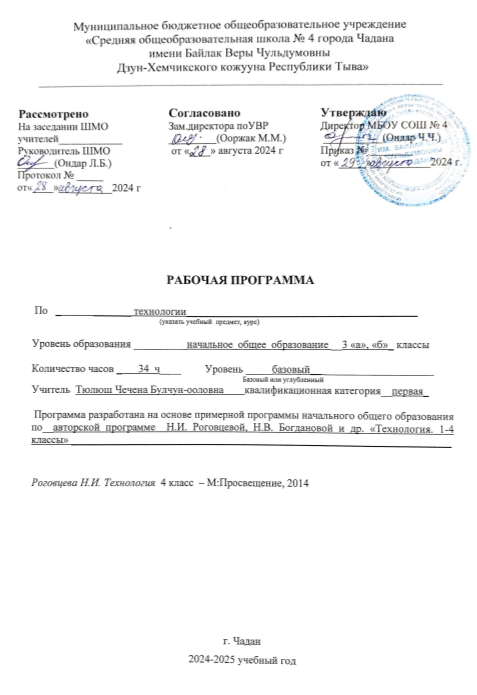 Муниципальное бюджетное общеобразовательное учреждение
«Средняя общеобразовательная школа № 4 города Чадана
имени Байлак Веры Чульдумовны
Дзун-Хемчикского кожууна Республики Тыва»
Рассмотрено
На заседании ШМО
учителей
Руководитель ШМО
(Ондар Л.Б.)
Протокол №
от«28»августа 2024 г
Согласовано
Зам.директора поУВР
(Ооржак М.М.)
от «28» августа 2024 г
Утверждаю
Директор МБОУ СОШ № 4
(Ондар Ч.Ч.)
Приказ №
от «29»августа 2024 г.
РАБОЧАЯ ПРОГРАММА
По технологии
(указать учебный предмет, курс)
Уровень образования начальное общее образование 3 «а», «б» классы
Количество часов 34 ч Уровень базовый
Базовый или углубленный
Учитель Тюлюш Чечена Булчун-ооловна квалификационная категория первая
Программа разработана на основе примерной программы начального общего образования
по авторской программе Н.И. Роговцевой, Н.В. Богдановой и др. «Технология. 1-4
классы»
Роговцева Н.И. Технология 4 класс – М:Просвещение, 2014
г. Чадан
2024-2025 учебный год